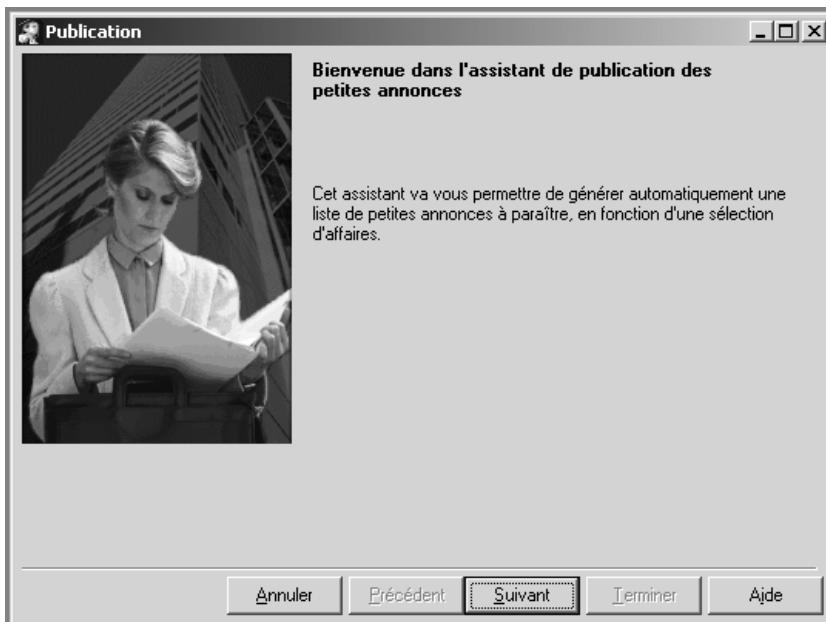 Publication
Bienvenue dans l'assistant de publication des
petites annonces
Cet assistant va vous permettre de générer automatiquement une
liste de petites annonces à paraître, en fonction d'une sélection
d'affaires.
Annuler Précédent Suivant Terminer Aide